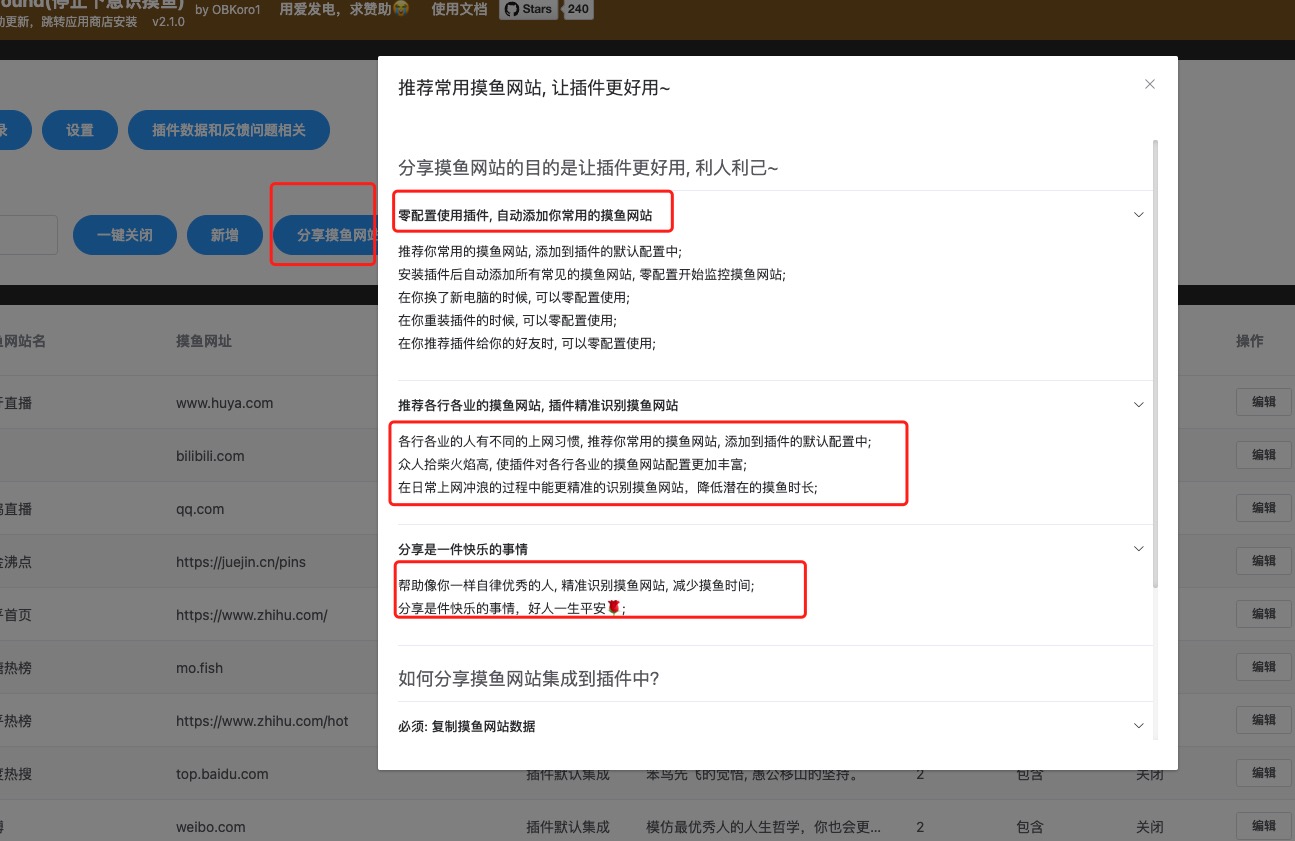 ound(停止下意识摸鱼)
by OBKoro1 用爱发电，求赞助😭 使用文档 Stars 240
动更新，跳转应用商店安装 v2.1.0
录 设置 插件数据和反馈问题相关
一键关闭 新增 分享摸鱼网站
推荐常用摸鱼网站, 让插件更好用~
分享摸鱼网站的目的是让插件更好用, 利人利己~
零配置使用插件, 自动添加你常用的摸鱼网站
推荐你常用的摸鱼网站, 添加到插件的默认配置中;
安装插件后自动添加所有常见的摸鱼网站, 零配置开始监控摸鱼网站;
在你换了新电脑的时候, 可以零配置使用;
在你重装插件的时候, 可以零配置使用;
在你推荐插件给你的好友时, 可以零配置使用;
推荐各行各业的摸鱼网站, 插件精准识别摸鱼网站
各行各业的人有不同的上网习惯, 推荐你常用的摸鱼网站, 添加到插件的默认配置中;
众人拾柴火焰高, 使插件对各行各业的摸鱼网站配置更加丰富;
在日常上网冲浪的过程中能更精准的识别摸鱼网站，降低潜在的摸鱼时长;
分享是一件快乐的事情
帮助像你一样自律优秀的人, 精准识别摸鱼网站, 减少摸鱼时间;
分享是件快乐的事情，好人一生平安🌹;
如何分享摸鱼网站集成到插件中?
必须: 复制摸鱼网站数据
鱼网站名 摸鱼网址 操作
直播 www.huya.com 编辑
bilibili.com 编辑
直播 qq.com 编辑
沸点 https://juejin.cn/pins 编辑
首页 https://www.zhihu.com/ 编辑
热榜 mo.fish 编辑
热榜 https://www.zhihu.com/hot 编辑
热搜 top.baidu.com 插件默认集成 笨鸟先飞的觉悟, 愚公移山的坚持。 2 包含 关闭 编辑
weibo.com 插件默认集成 模仿最优秀人的人生哲学，你也会更... 2 包含 关闭 编辑